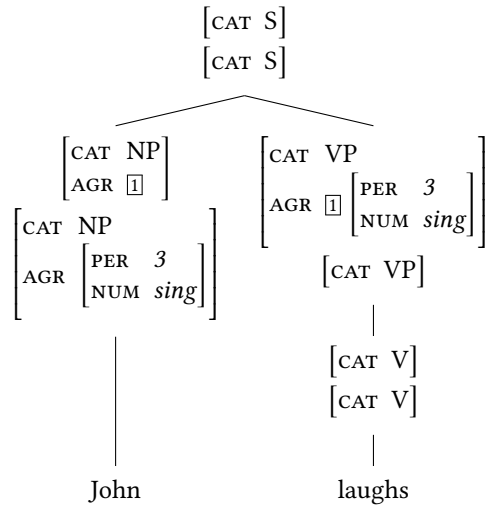 [CAT S]
[CAT S]
[CAT NP
AGR 1]
[CAT NP
AGR [PER 3
NUM sing]]
[CAT VP
AGR 1 [PER 3
NUM sing]]
[CAT VP]
[CAT V]
[CAT V]
John
laughs